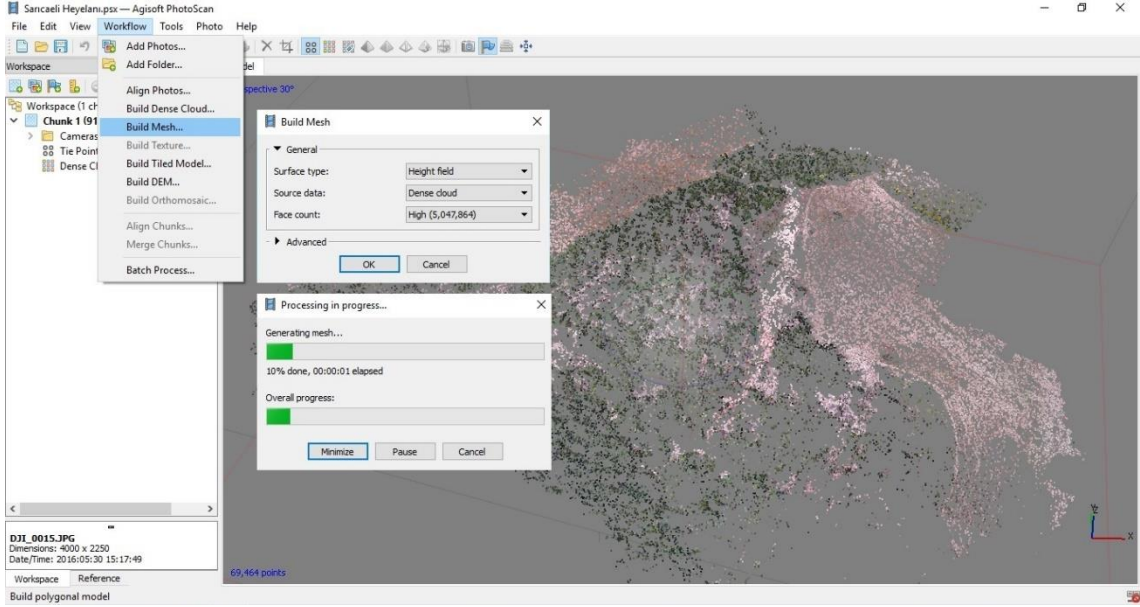 Sarıcaeli Heyelanı.psx — Agisoft PhotoScan
File Edit View Workflow Tools Photo Help
Workspace
del
Add Photos...
Add Folder...
Align Photos...
Build Dense Cloud...
Build Mesh...
Build Texture...
Build Tiled Model...
Build DEM...
Build Orthomosaic...
Align Chunks...
Merge Chunks...
Batch Process...
Workspace (1 ch
Chunk 1 (91
Cameras
Tie Point
Dense Cl
spective 30°
Build Mesh
General
Surface type: Height field
Source data: Dense cloud
Face count: High (5,047,864)
Advanced
OK Cancel
Processing in progress...
Generating mesh...
10% done, 00:00:01 elapsed
Overall progress:
Minimize Pause Cancel
X
DJI_0015.JPG
Dimensions: 4000 x 2250
Date/Time: 2016:05:30 15:17:49
69,464 points
Workspace Reference
Build polygonal model